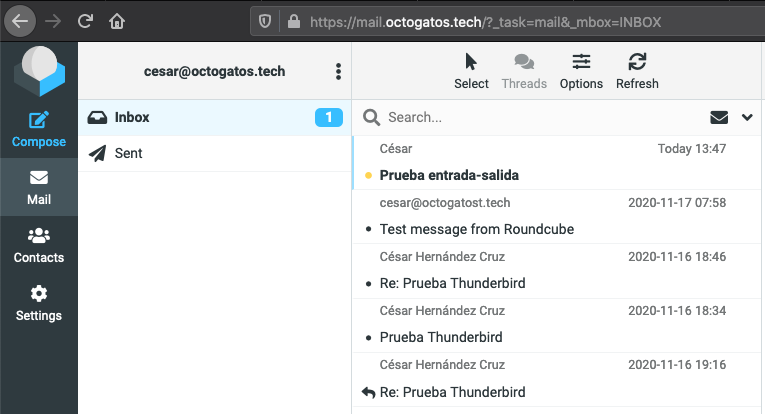 https://mail.octogatos.tech/?_task=mail&_mbox=INBOX
cesar@octogatos.tech
Compose
Mail
Contacts
Settings
Inbox 1
Sent
Select Threads Options Refresh
Search...
César Today 13:47
Prueba entrada-salida
cesar@octogatost.tech 2020-11-17 07:58
Test message from Roundcube
César Hernández Cruz 2020-11-16 18:46
Re: Prueba Thunderbird
César Hernández Cruz 2020-11-16 18:34
Prueba Thunderbird
César Hernández Cruz 2020-11-16 19:16
Re: Prueba Thunderbird